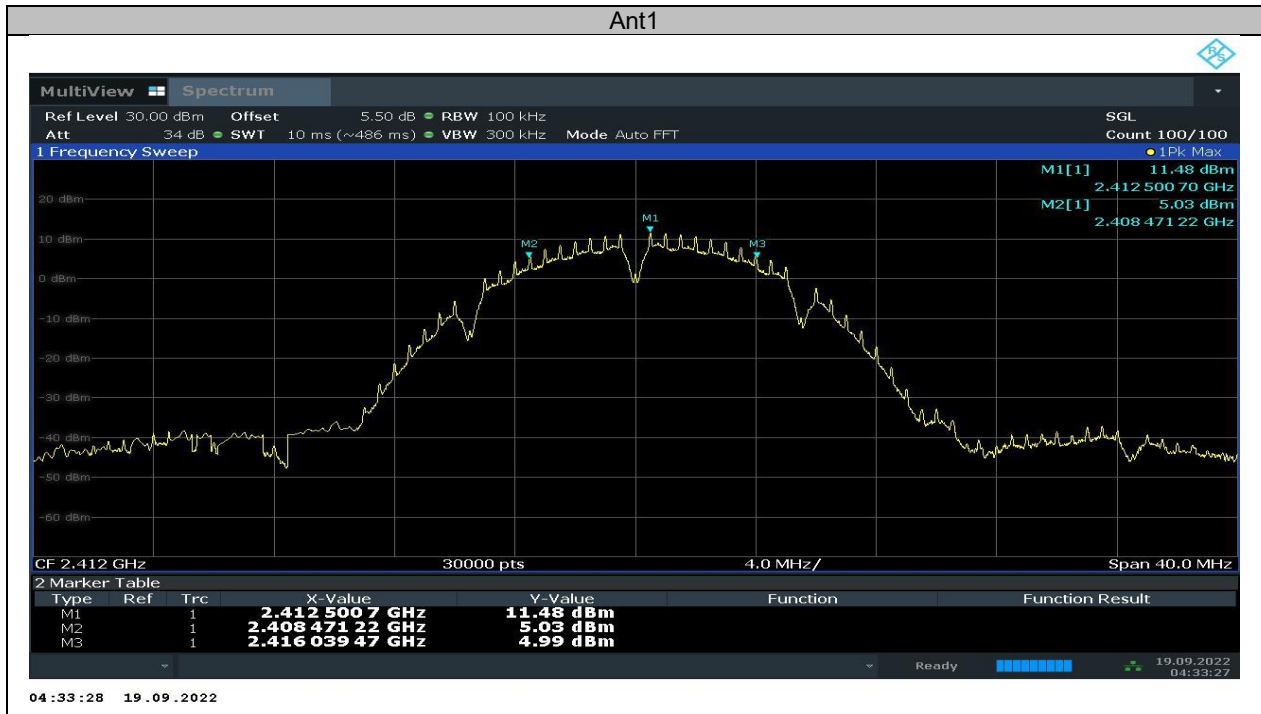 Ant1
R&S
MultiView Spectrum
Ref Level 30.00 dBm Offset 5.50 dB RBW 100 kHz SGL
Att 34 dB SWT 10 ms (~486 ms) VBW 300 kHz Mode Auto FFT Count 100/100
1 Frequency Sweep 1Pk Max
M1[1] 11.48 dBm
2.412 500 70 GHz
20 dBm
M2[1] 5.03 dBm
2.408 471 22 GHz
M1
10 dBm
M2 M3
0 dBm
-10 dBm
-20 dBm
-30 dBm
-40 dBm
-50 dBm
-60 dBm
CF 2.412 GHz 30000 pts 4.0 MHz/ Span 40.0 MHz
2 Marker Table
Type Ref Trc X-Value Y-Value Function Function Result
M1 1 2.412 500 7 GHz 11.48 dBm
M2 1 2.408 471 22 GHz 5.03 dBm
M3 1 2.416 039 47 GHz 4.99 dBm
Ready 19.09.2022
04:33:27
04:33:28 19.09.2022